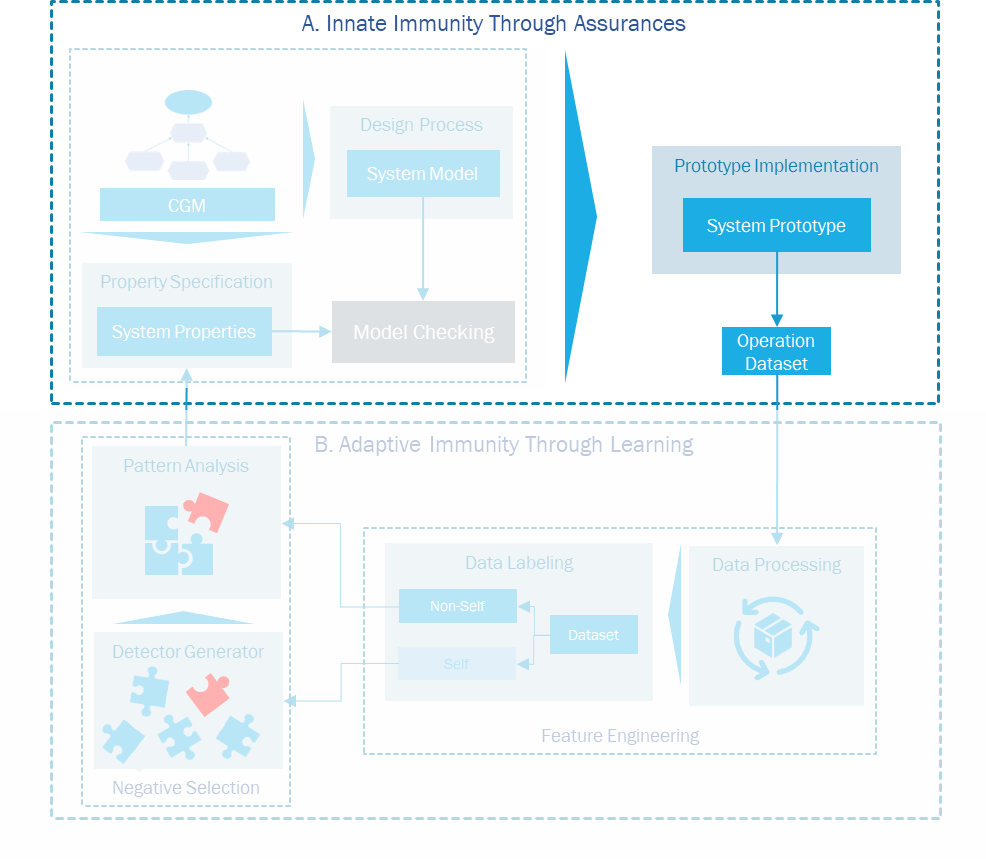 A. Innate Immunity Through Assurances
Design Process
System Model
CGM
Property Specification
System Properties
Model Checking
Prototype Implementation
System Prototype
Operation
Dataset
B. Adaptive Immunity Through Learning
Pattern Analysis
Detector Generator
Negative Selection
Data Labeling
Non-Self
Self
Dataset
Data Processing
Feature Engineering